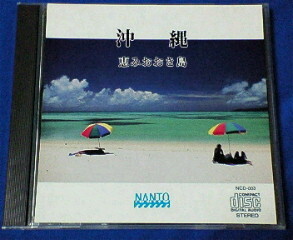 沖縄
恵みおおき島
NANTO
COMPACT
disc
DIGITAL AUDIO
STEREO